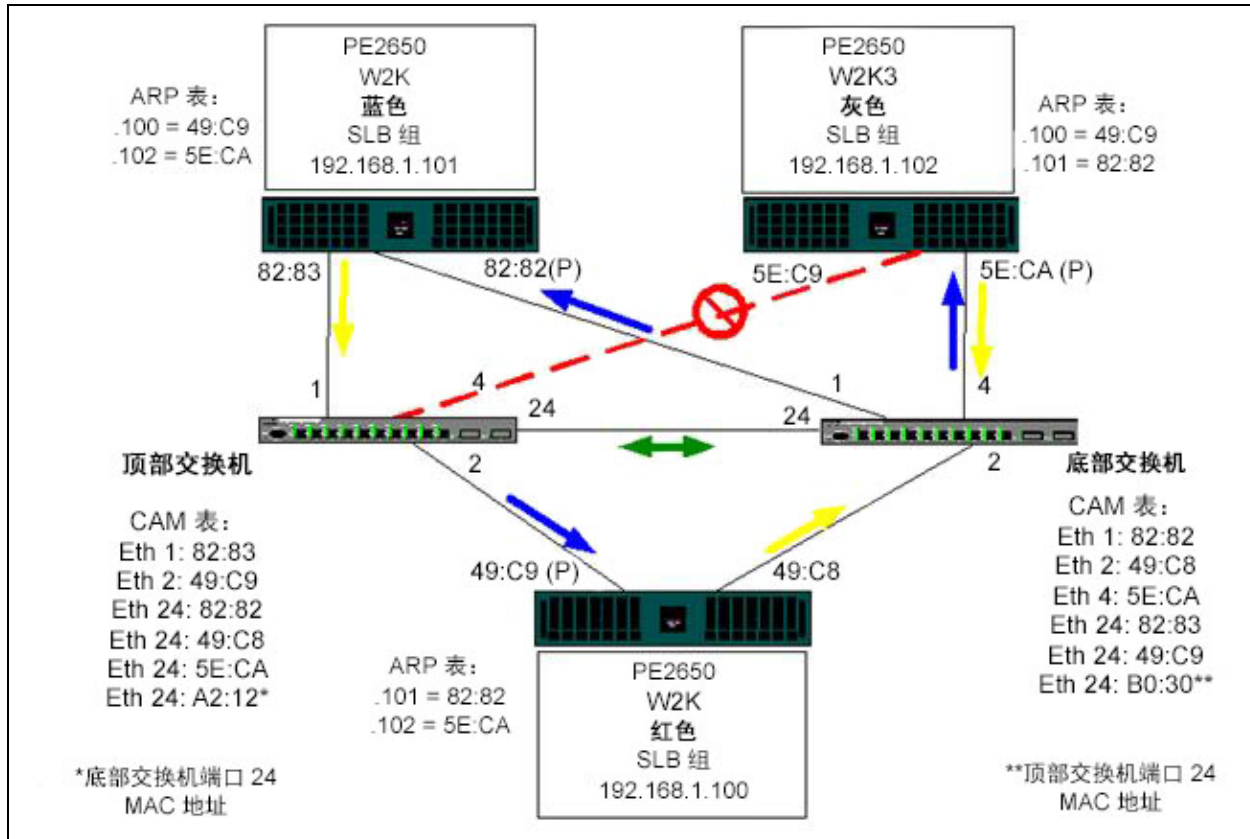 PE2650
W2K
蓝色
SLB 组
192.168.1.101
ARP 表：
.100 = 49:C9
.102 = 5E:CA
PE2650
W2K3
灰色
SLB 组
192.168.1.102
ARP 表：
.100 = 49:C9
.101 = 82:82
82:83
82:82(P)
5E:C9
5E:CA (P)
1
4
24
2
1
4
24
2
顶部交换机
CAM 表：
Eth 1: 82:83
Eth 2: 49:C9
Eth 24: 82:82
Eth 24: 49:C8
Eth 24: 5E:CA
Eth 24: A2:12*
*底部交换机端口 24
MAC 地址
底部交换机
CAM 表：
Eth 1: 82:82
Eth 2: 49:C8
Eth 4: 5E:CA
Eth 24: 82:83
Eth 24: 49:C9
Eth 24: B0:30**
**顶部交换机端口 24
MAC 地址
49:C9 (P)
49:C8
ARP 表：
.101 = 82:82
.102 = 5E:CA
PE2650
W2K
红色
SLB 组
192.168.1.100